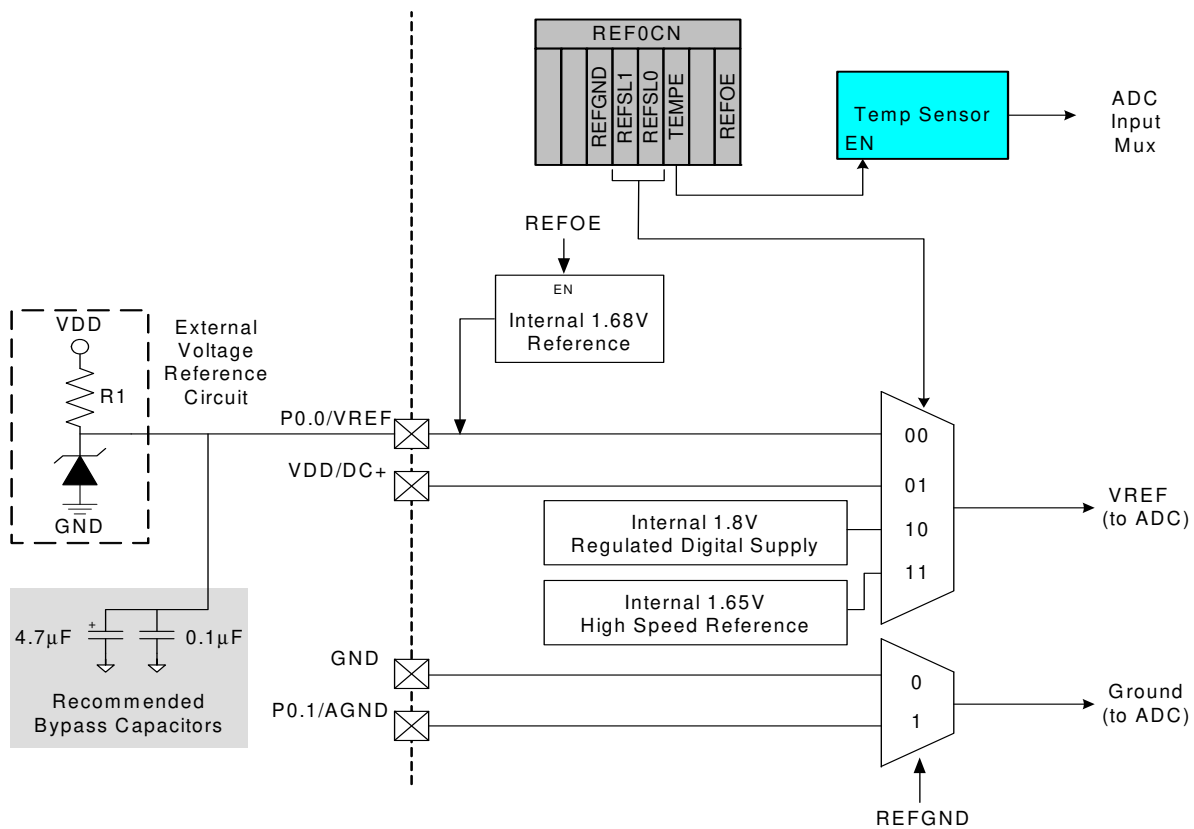 REF0CN
REFGND
REFSL1
REFSL0
TEMPE
REFOE
Temp Sensor
EN
ADC
Input
Mux
REFOE
EN
Internal 1.68V
Reference
VDD
R1
GND
External
Voltage
Reference
Circuit
P0.0/VREF
VDD/DC+
00
01
10
11
VREF
(to ADC)
Internal 1.8V
Regulated Digital Supply
Internal 1.65V
High Speed Reference
4.7μF
+
0.1μF
Recommended
Bypass Capacitors
GND
P0.1/AGND
0
1
Ground
(to ADC)
REFGND